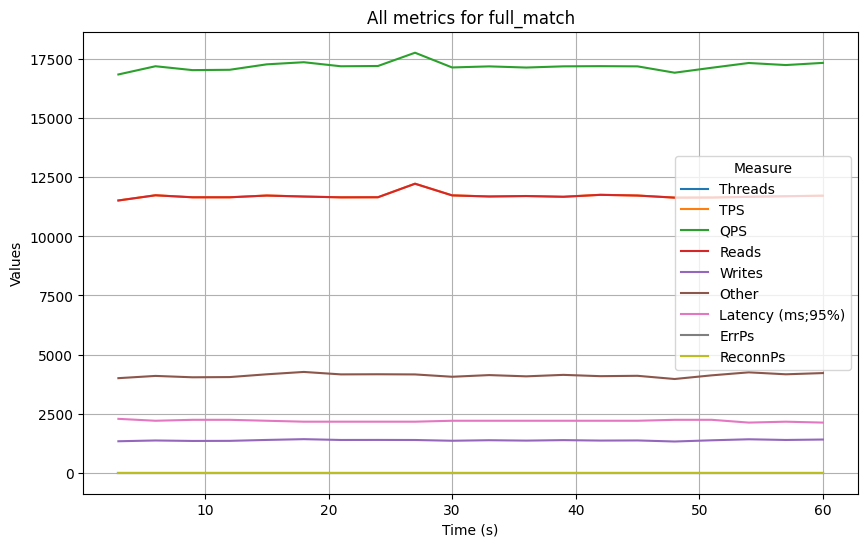 All metrics for full_match
17500
15000
12500
10000
7500
5000
2500
0
Values
10 20 30 40 50 60
Time (s)
Measure
Threads
TPS
QPS
Reads
Writes
Other
Latency (ms;95%)
ErrPs
ReconnPs